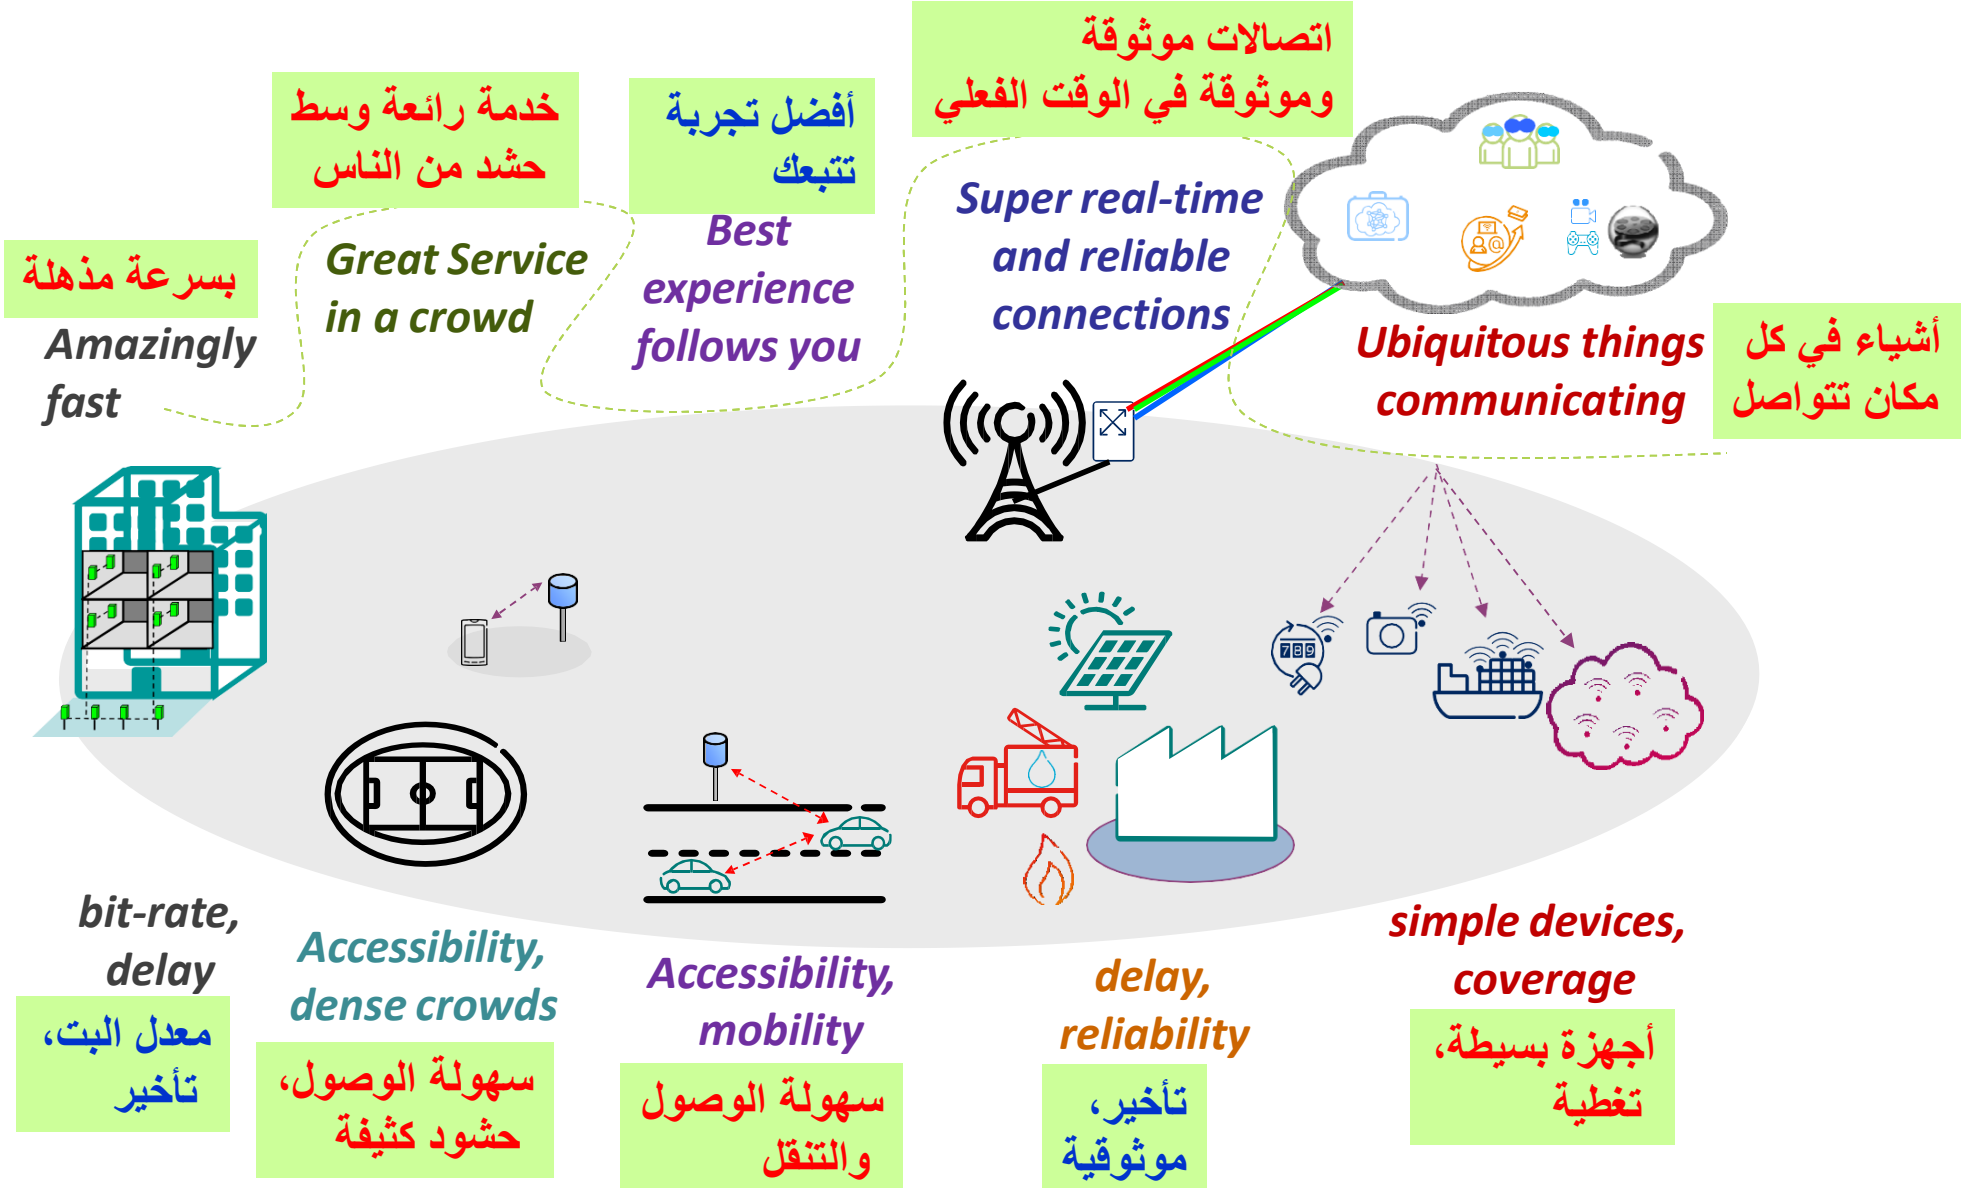 اتصالات موثوقة
وموثوقة في الوقت الفعلي
خدمة رائعة وسط
حشد من الناس
أفضل تجربة
تتبعك
بسرعة مذهلة
Amazingly
fast
Great Service
in a crowd
Best
experience
follows you
Super real-time
and reliable
connections
Ubiquitous things
communicating
أشياء في كل
مكان تتواصل
789
bit-rate,
delay
معدل البت،
تأخير
Accessibility,
dense crowds
سهولة الوصول،
حشود كثيفة
Accessibility,
mobility
سهولة الوصول
والتنقل
delay,
reliability
تأخير،
موثوقية
simple devices,
coverage
أجهزة بسيطة،
تغطية